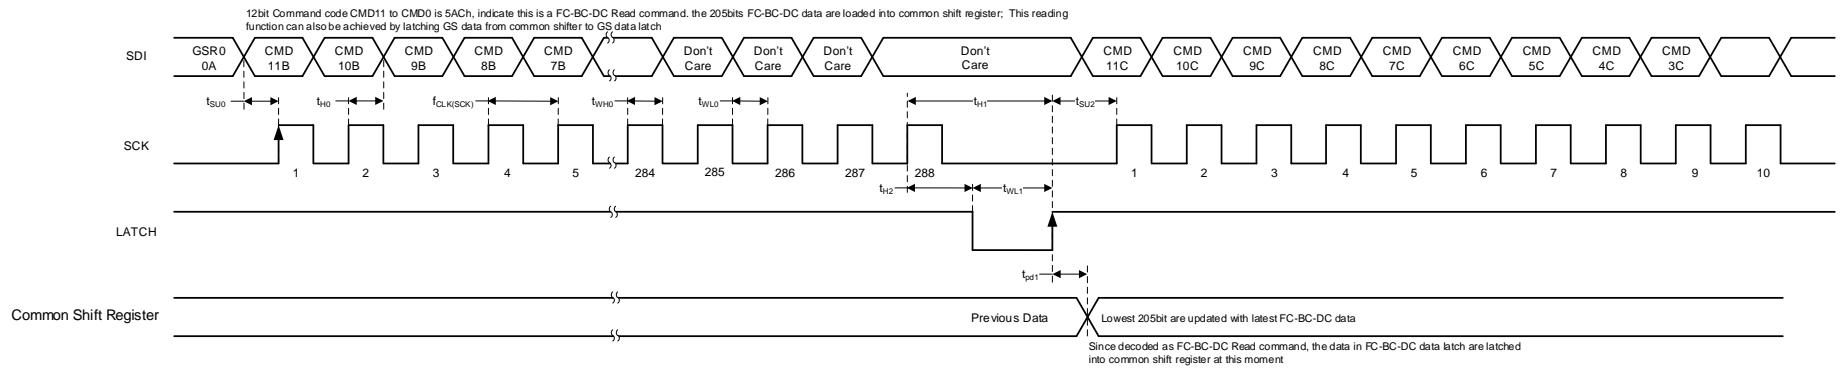 12bit Command code CMD11 to CMD0 is 5ACh, indicate this is a FC-BC-DC Read command. the 205bits FC-BC-DC data are loaded into common shift register; This reading
function can also be achieved by latching GS data from common shifter to GS data latch
SDI
GSR0 0A
CMD 11B
CMD 10B
CMD 9B
CMD 8B
CMD 7B
Don't Care
Don't Care
Don't Care
Don't Care
CMD 11C
CMD 10C
CMD 9C
CMD 8C
CMD 7C
CMD 6C
CMD 5C
CMD 4C
CMD 3C
tSU0
tH0
fCLK(SCK)
tWH0
tWL0
tH1
tSU2
SCK
1 2 3 4 5 284 285 286 287 288 1 2 3 4 5 6 7 8 9 10
tH2
tWL1
LATCH
tpd1
Common Shift Register
Previous Data
Lowest 205bit are updated with latest FC-BC-DC data
Since decoded as FC-BC-DC Read command, the data in FC-BC-DC data latch are latched
into common shift register at this moment